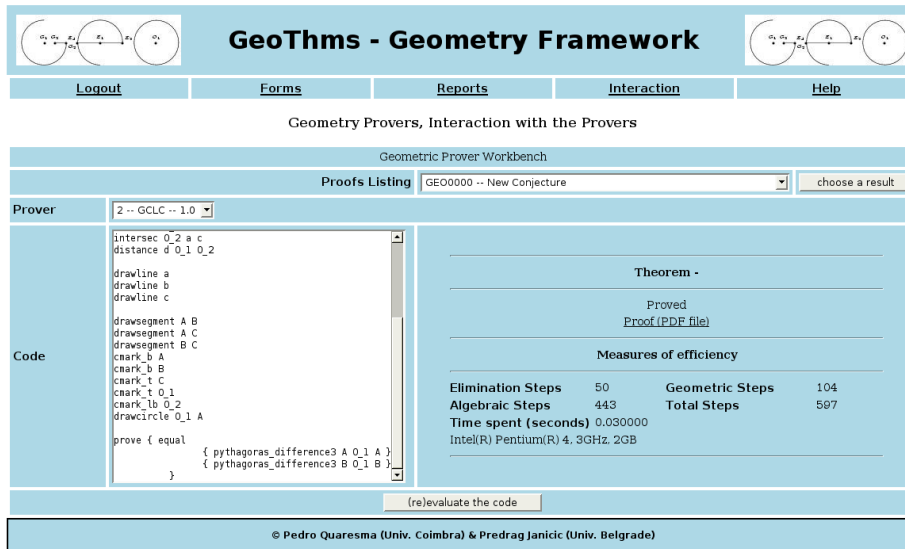 GeoThms - Geometry Framework
Logout Forms Reports Interaction Help
Geometry Provers, Interaction with the Provers
Geometric Prover Workbench
Proofs Listing GEO0000 -- New Conjecture choose a result
Prover 2 -- GCLC -- 1.0
Code
intersec O_2 a c
distance d O_1 O_2
drawline a
drawline b
drawline c
drawsegment A B
drawsegment A C
drawsegment B C
cmark_b A
cmark_b B
cmark_t C
cmark_t O_1
cmark_lb O_2
drawcircle O_1 A
prove { equal
{ pythagoras_difference3 A O_1 A }
{ pythagoras_difference3 B O_1 B }
}
Theorem -
Proved
Proof (PDF file)
Measures of efficiency
Elimination Steps 50 Geometric Steps 104
Algebraic Steps 443 Total Steps 597
Time spent (seconds) 0.030000
Intel(R) Pentium(R) 4, 3GHz, 2GB
(re)evaluate the code
© Pedro Quaresma (Univ. Coimbra) & Predrag Janicic (Univ. Belgrade)